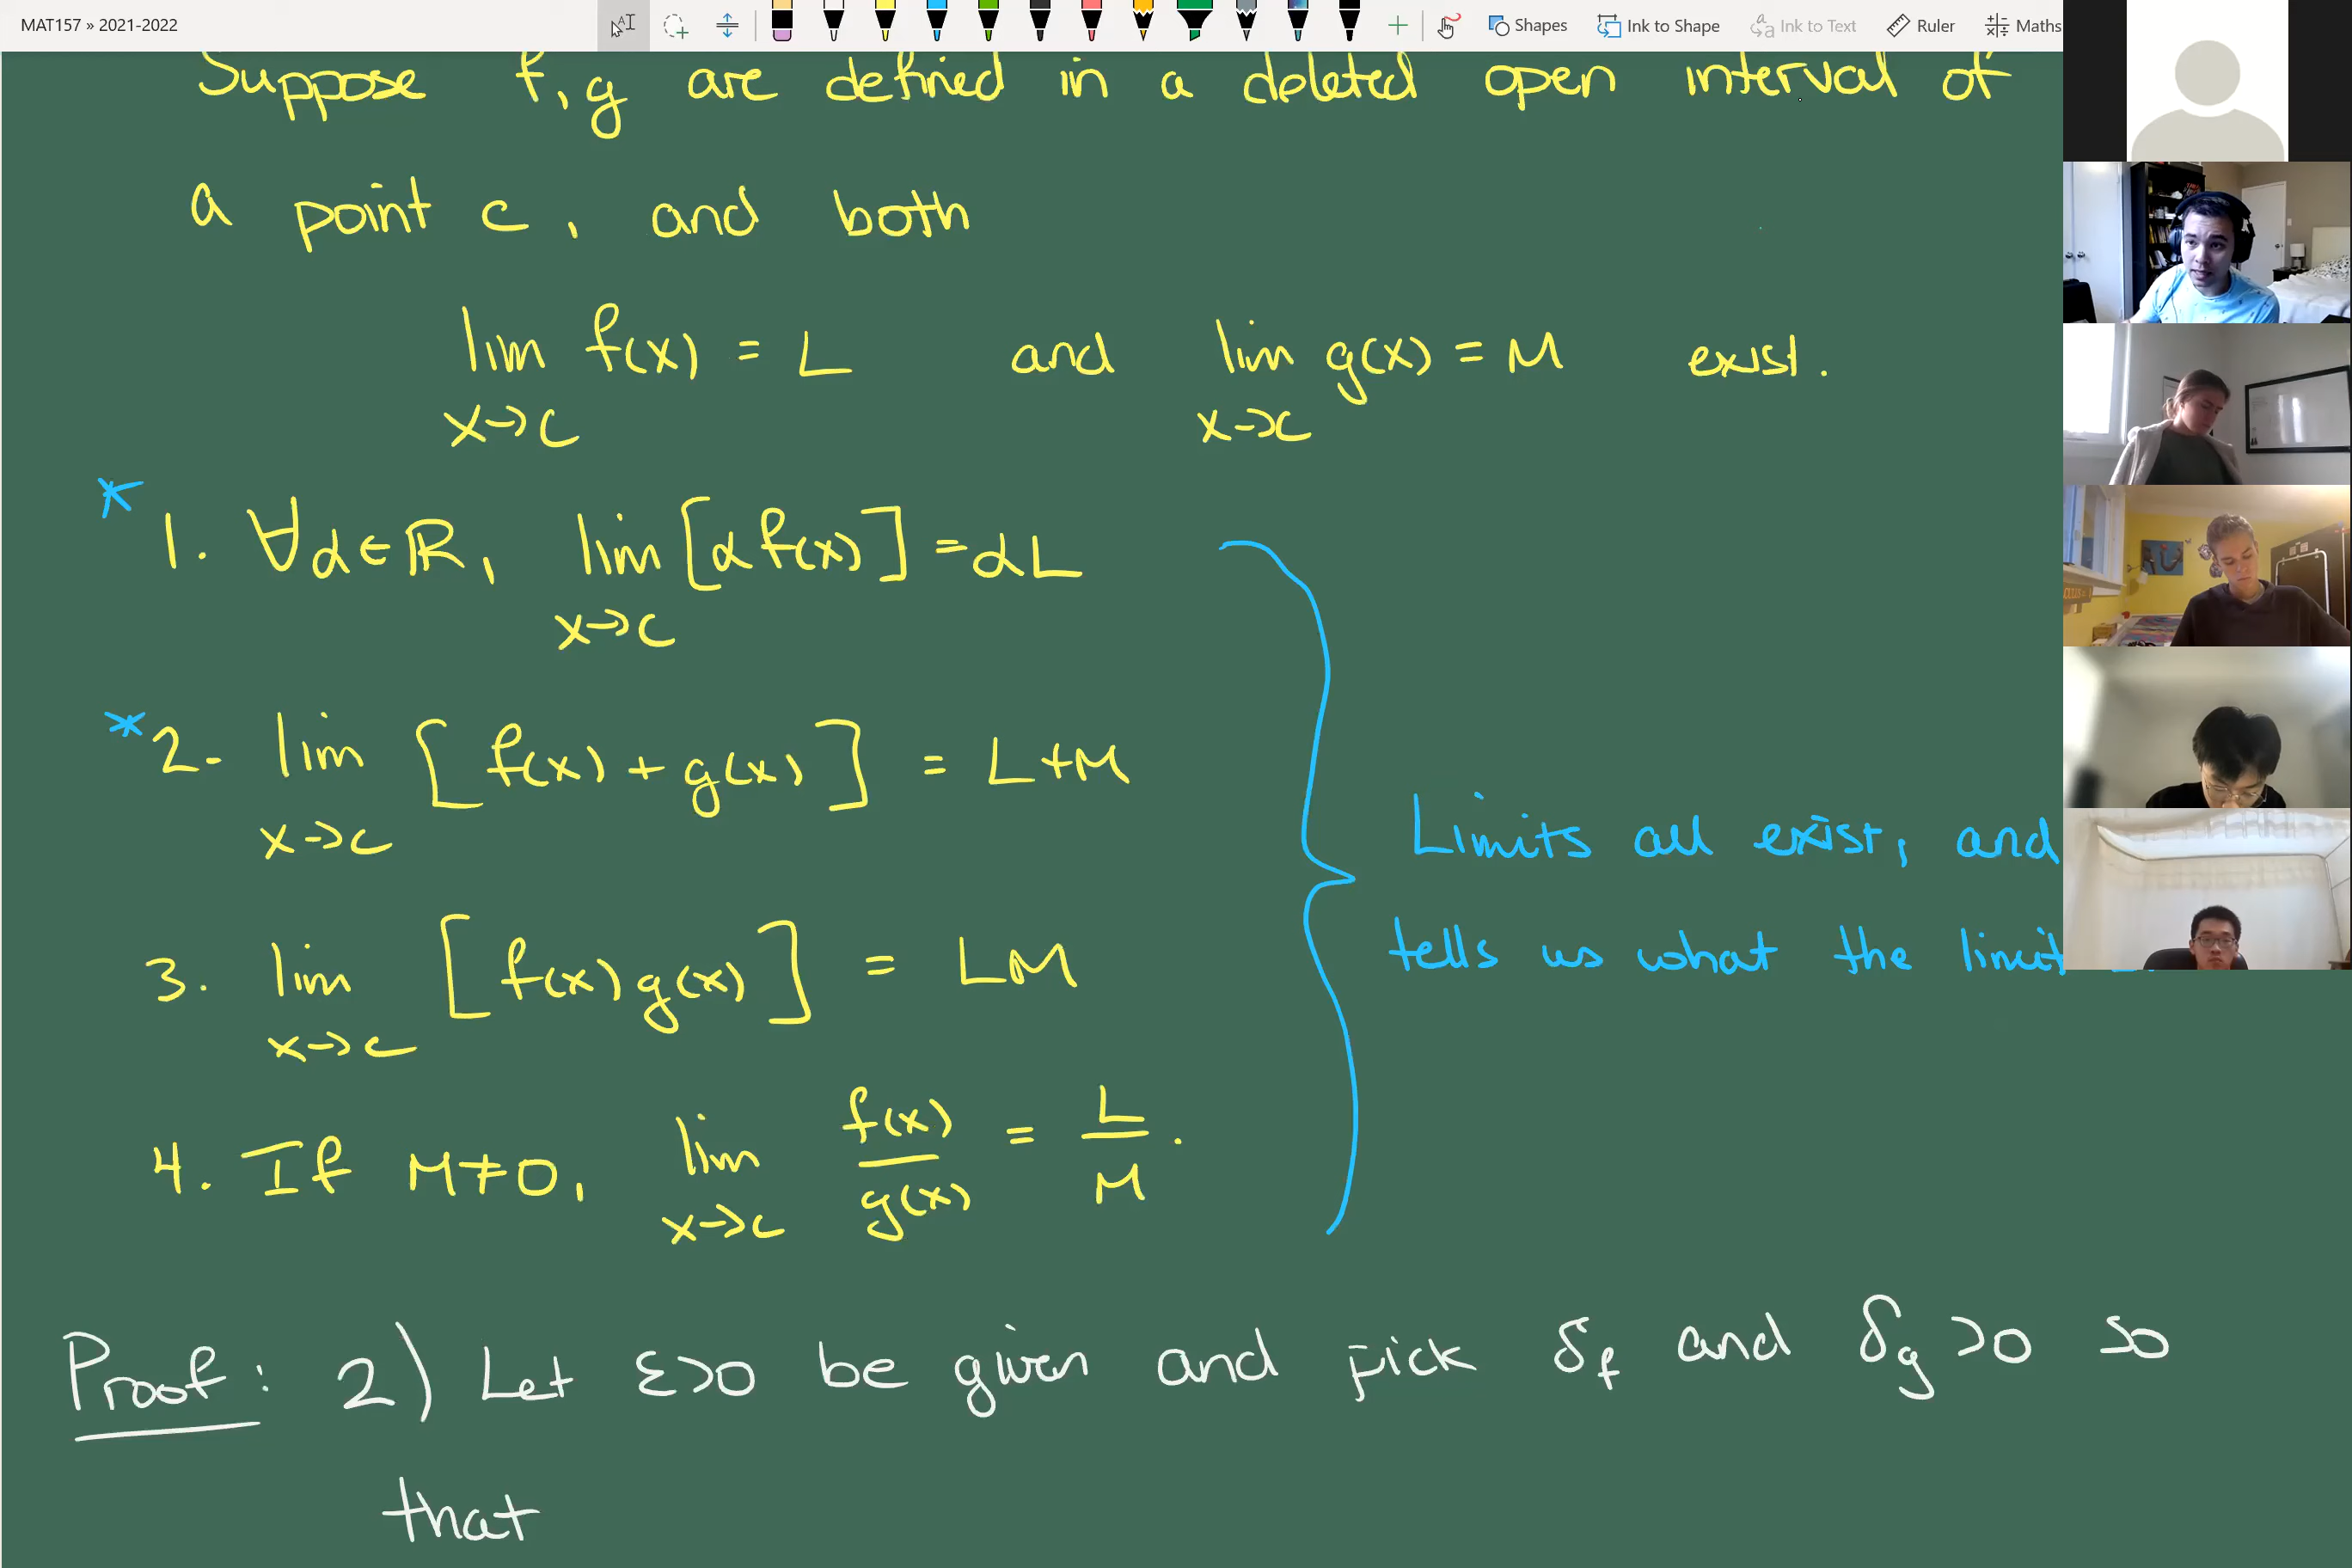 MAT157 » 2021-2022
Shapes
Ink to Shape
Ink to Text
Ruler
Maths
Suppose f, g are defined in a deleted open interval of
a point c, and both
lim f(x) = L and lim g(x) = M exist.
x→c x→c
* 1. ∀α∈ℝ, lim [αf(x)] = αL
x→c
* 2. lim [f(x) + g(x)] = L+M
x→c
3. lim [f(x) g(x)] = LM
x→c
4. If M≠0, lim f(x)/g(x) = L/M.
x→c
Limits all exist, and
tells us what the limit
Proof: 2) Let ε>0 be given and pick δf and δg >0 so
that